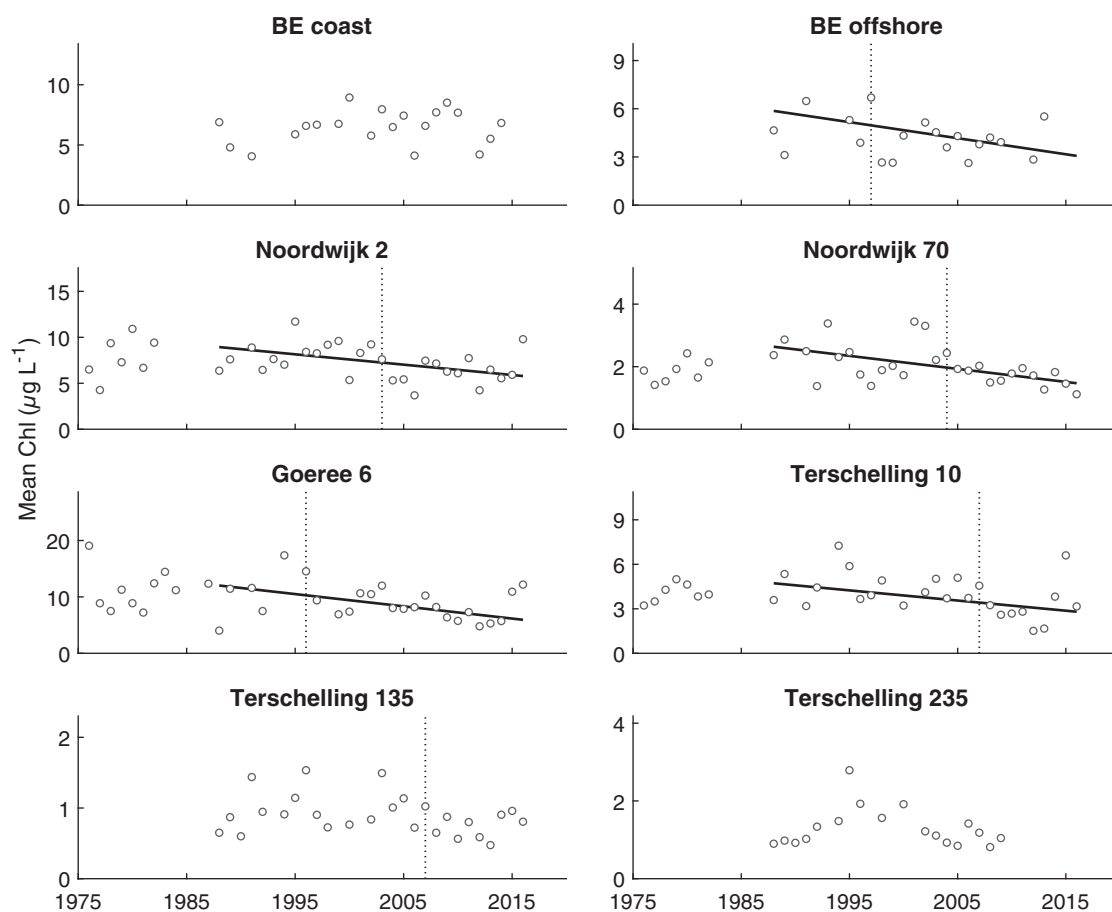 BE coast
BE offshore
10
5
0
9
6
3
0
Noordwijk 2
Noordwijk 70
15
10
5
0
4
2
0
Mean Chl (µg L⁻¹)
Goeree 6
Terschelling 10
20
10
0
9
6
3
0
Terschelling 135
Terschelling 235
2
1
0
4
2
0
1975 1985 1995 2005 2015
1975 1985 1995 2005 2015